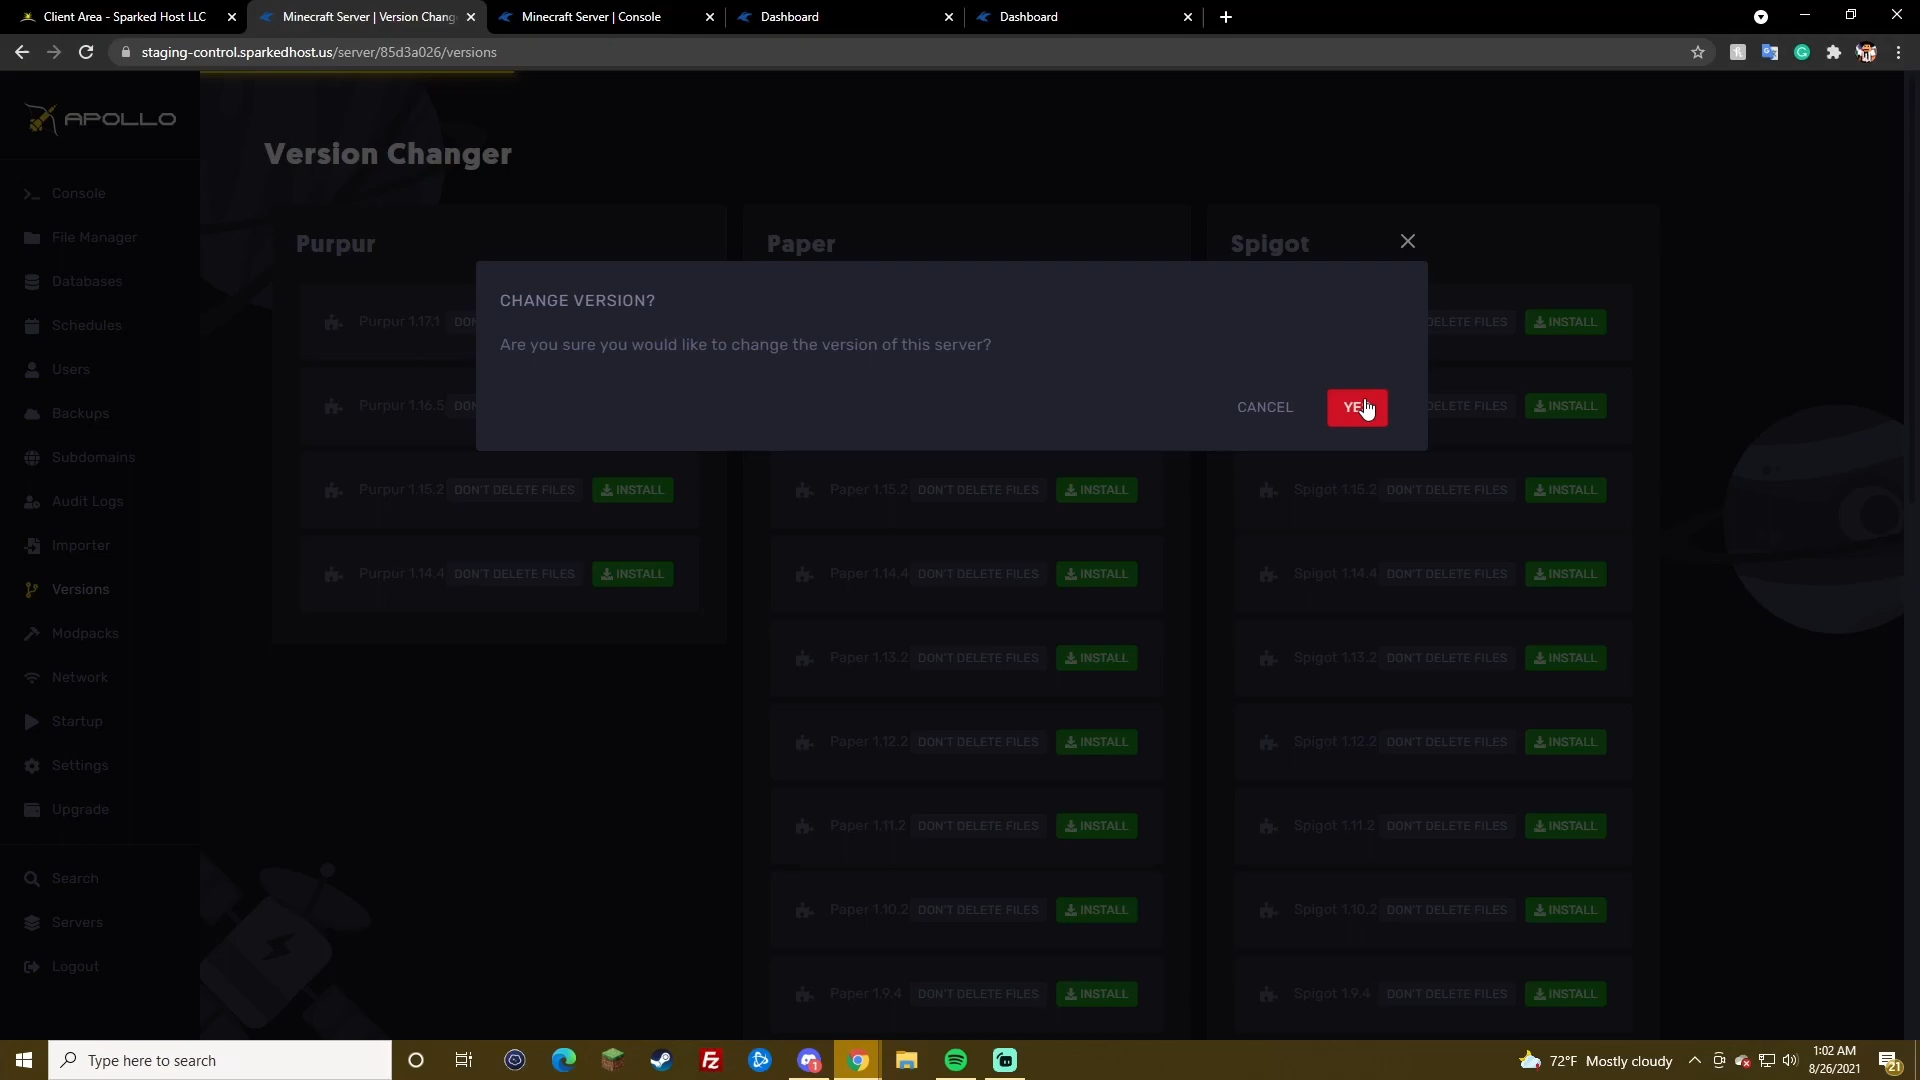 Client Area - Sparked Host LLC
Minecraft Server | Version Chang
Minecraft Server | Console
Dashboard
Dashboard
staging-control.sparkedhost.us/server/85d3a026/versions
APOLLO
Console
File Manager
Databases
Schedules
Users
Backups
Subdomains
Audit Logs
Importer
Versions
Modpacks
Network
Startup
Settings
Upgrade
Search
Servers
Logout
Version Changer
Purpur
Paper
Spigot
CHANGE VERSION?
Are you sure you would like to change the version of this server?
CANCEL
Purpur 1.17.1 DON
DELETE FILES INSTALL
Purpur 1.16.5 DON
DELETE FILES INSTALL
Purpur 1.15.2 DON'T DELETE FILES INSTALL
Paper 1.15.2 DON'T DELETE FILES INSTALL
Spigot 1.15.2 DON'T DELETE FILES INSTALL
Purpur 1.14.4 DON'T DELETE FILES INSTALL
Paper 1.14.4 DON'T DELETE FILES INSTALL
Spigot 1.14.4 DON'T DELETE FILES INSTALL
Paper 1.13.2 DON'T DELETE FILES INSTALL
Spigot 1.13.2 DON'T DELETE FILES INSTALL
Paper 1.12.2 DON'T DELETE FILES INSTALL
Spigot 1.12.2 DON'T DELETE FILES INSTALL
Paper 1.11.2 DON'T DELETE FILES INSTALL
Spigot 1.11.2 DON'T DELETE FILES INSTALL
Paper 1.10.2 DON'T DELETE FILES INSTALL
Spigot 1.10.2 DON'T DELETE FILES INSTALL
Paper 1.9.4 DON'T DELETE FILES INSTALL
Spigot 1.9.4 DON'T DELETE FILES INSTALL
Type here to search
72°F Mostly cloudy
1:02 AM
8/26/2021
21